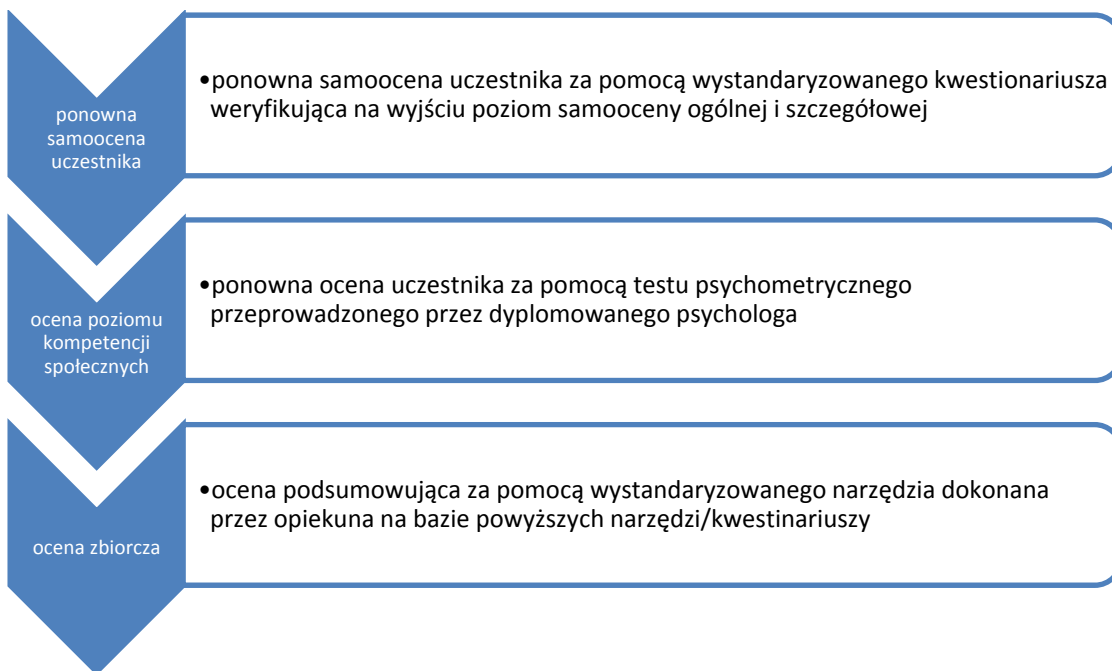 ponowna
samoocena
uczestnika
•ponowna samoocena uczestnika za pomocą wystandaryzowanego kwestionariusza
weryfikująca na wyjściu poziom samooceny ogólnej i szczegółowej
ocena poziomu
kompetencji
społecznych
•ponowna ocena uczestnika za pomocą testu psychometrycznego
przeprowadzonego przez dyplomowanego psychologa
ocena zbiorcza
•ocena podsumowująca za pomocą wystandaryzowanego narzędzia dokonana
przez opiekuna na bazie powyższych narzędzi/kwestinariuszy